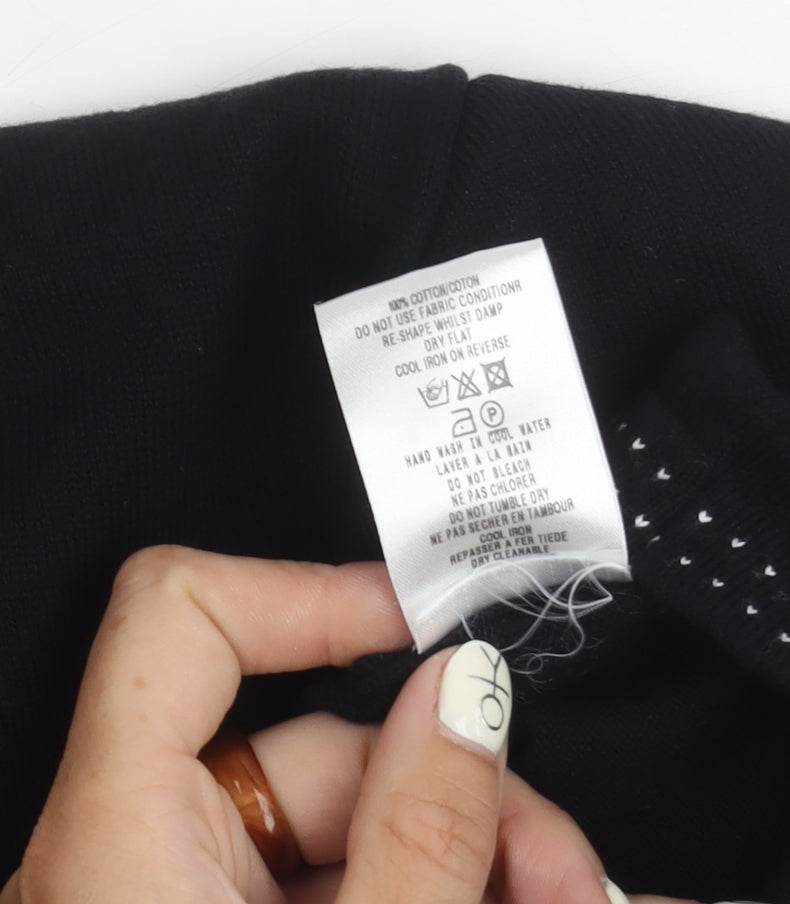 100% COTTON/COTON
DO NOT USE FABRIC CONDITIONR
RE-SHAPE WHILST DAMP
DRY FLAT
COOL IRON ON REVERSE
P
HAND WASH IN COOL WATER
LAVER A LA MAIN
DO NOT BLEACH
NE PAS CHLORER
DO NOT TUMBLE DRY
NE PAS SECHER EN TAMBOUR
COOL IRON
REPASSER A FER TIEDE
DRY CLEANABLE